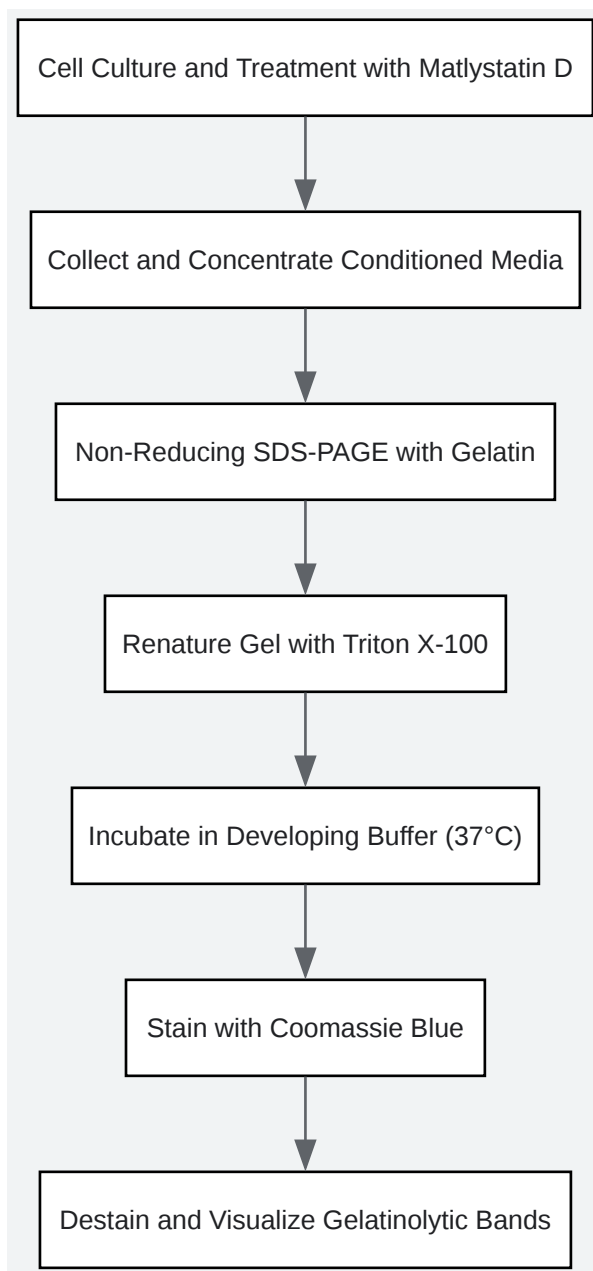 Cell Culture and Treatment with Matlystatin D
Collect and Concentrate Conditioned Media
Non-Reducing SDS-PAGE with Gelatin
Renature Gel with Triton X-100
Incubate in Developing Buffer (37°C)
Stain with Coomassie Blue
Destain and Visualize Gelatinolytic Bands